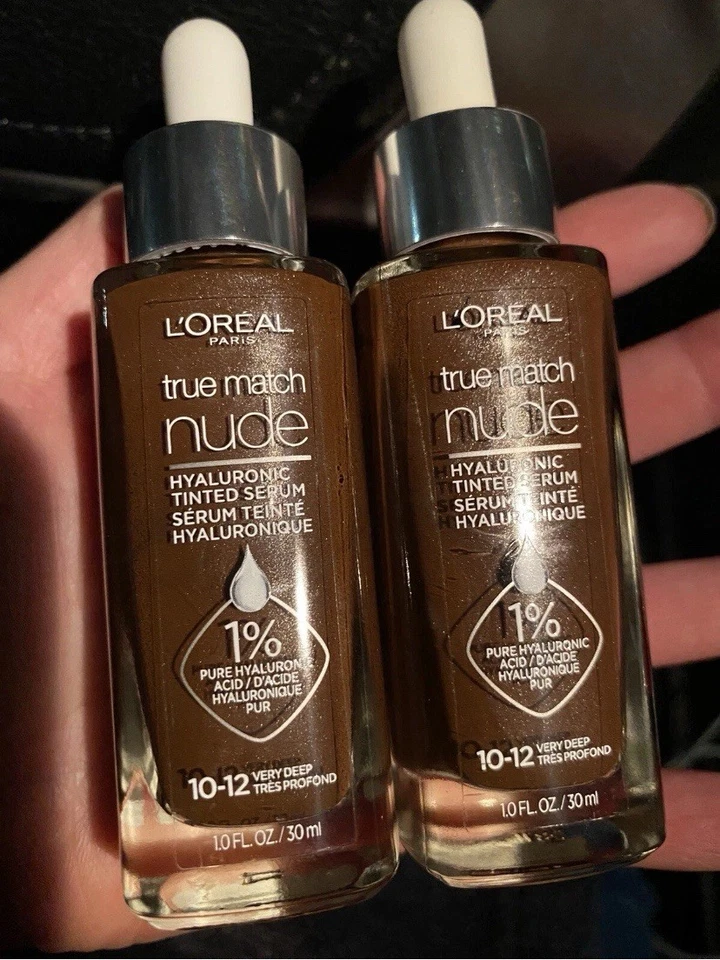 L'ORÉAL
PARIS
true match
nude
HYALURONIC
TINTED SERUM
SÉRUM TEINTÉ
HYALURONIQUE
1%
PURE HYALURONIC
ACID / D'ACIDE
HYALURONIQUE
PUR
10-12 VERY DEEP
TRÈS PROFOND
1.0 FL. OZ. / 30 ml
L'ORÉAL
PARIS
true match
nude
HYALURONIC
TINTED SERUM
SÉRUM TEINTÉ
HYALURONIQUE
1%
PURE HYALURONIC
ACID / D'ACIDE
HYALURONIQUE
PUR
10-12 VERY DEEP
TRÈS PROFOND
1.0 FL. OZ. / 30 ml